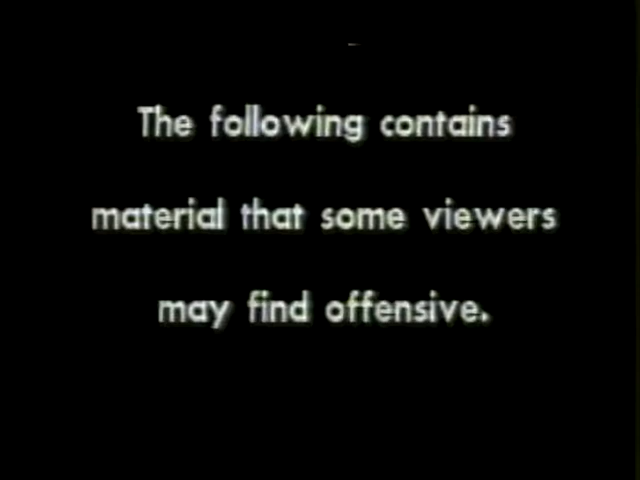 The following contains
material that some viewers
may find offensive.